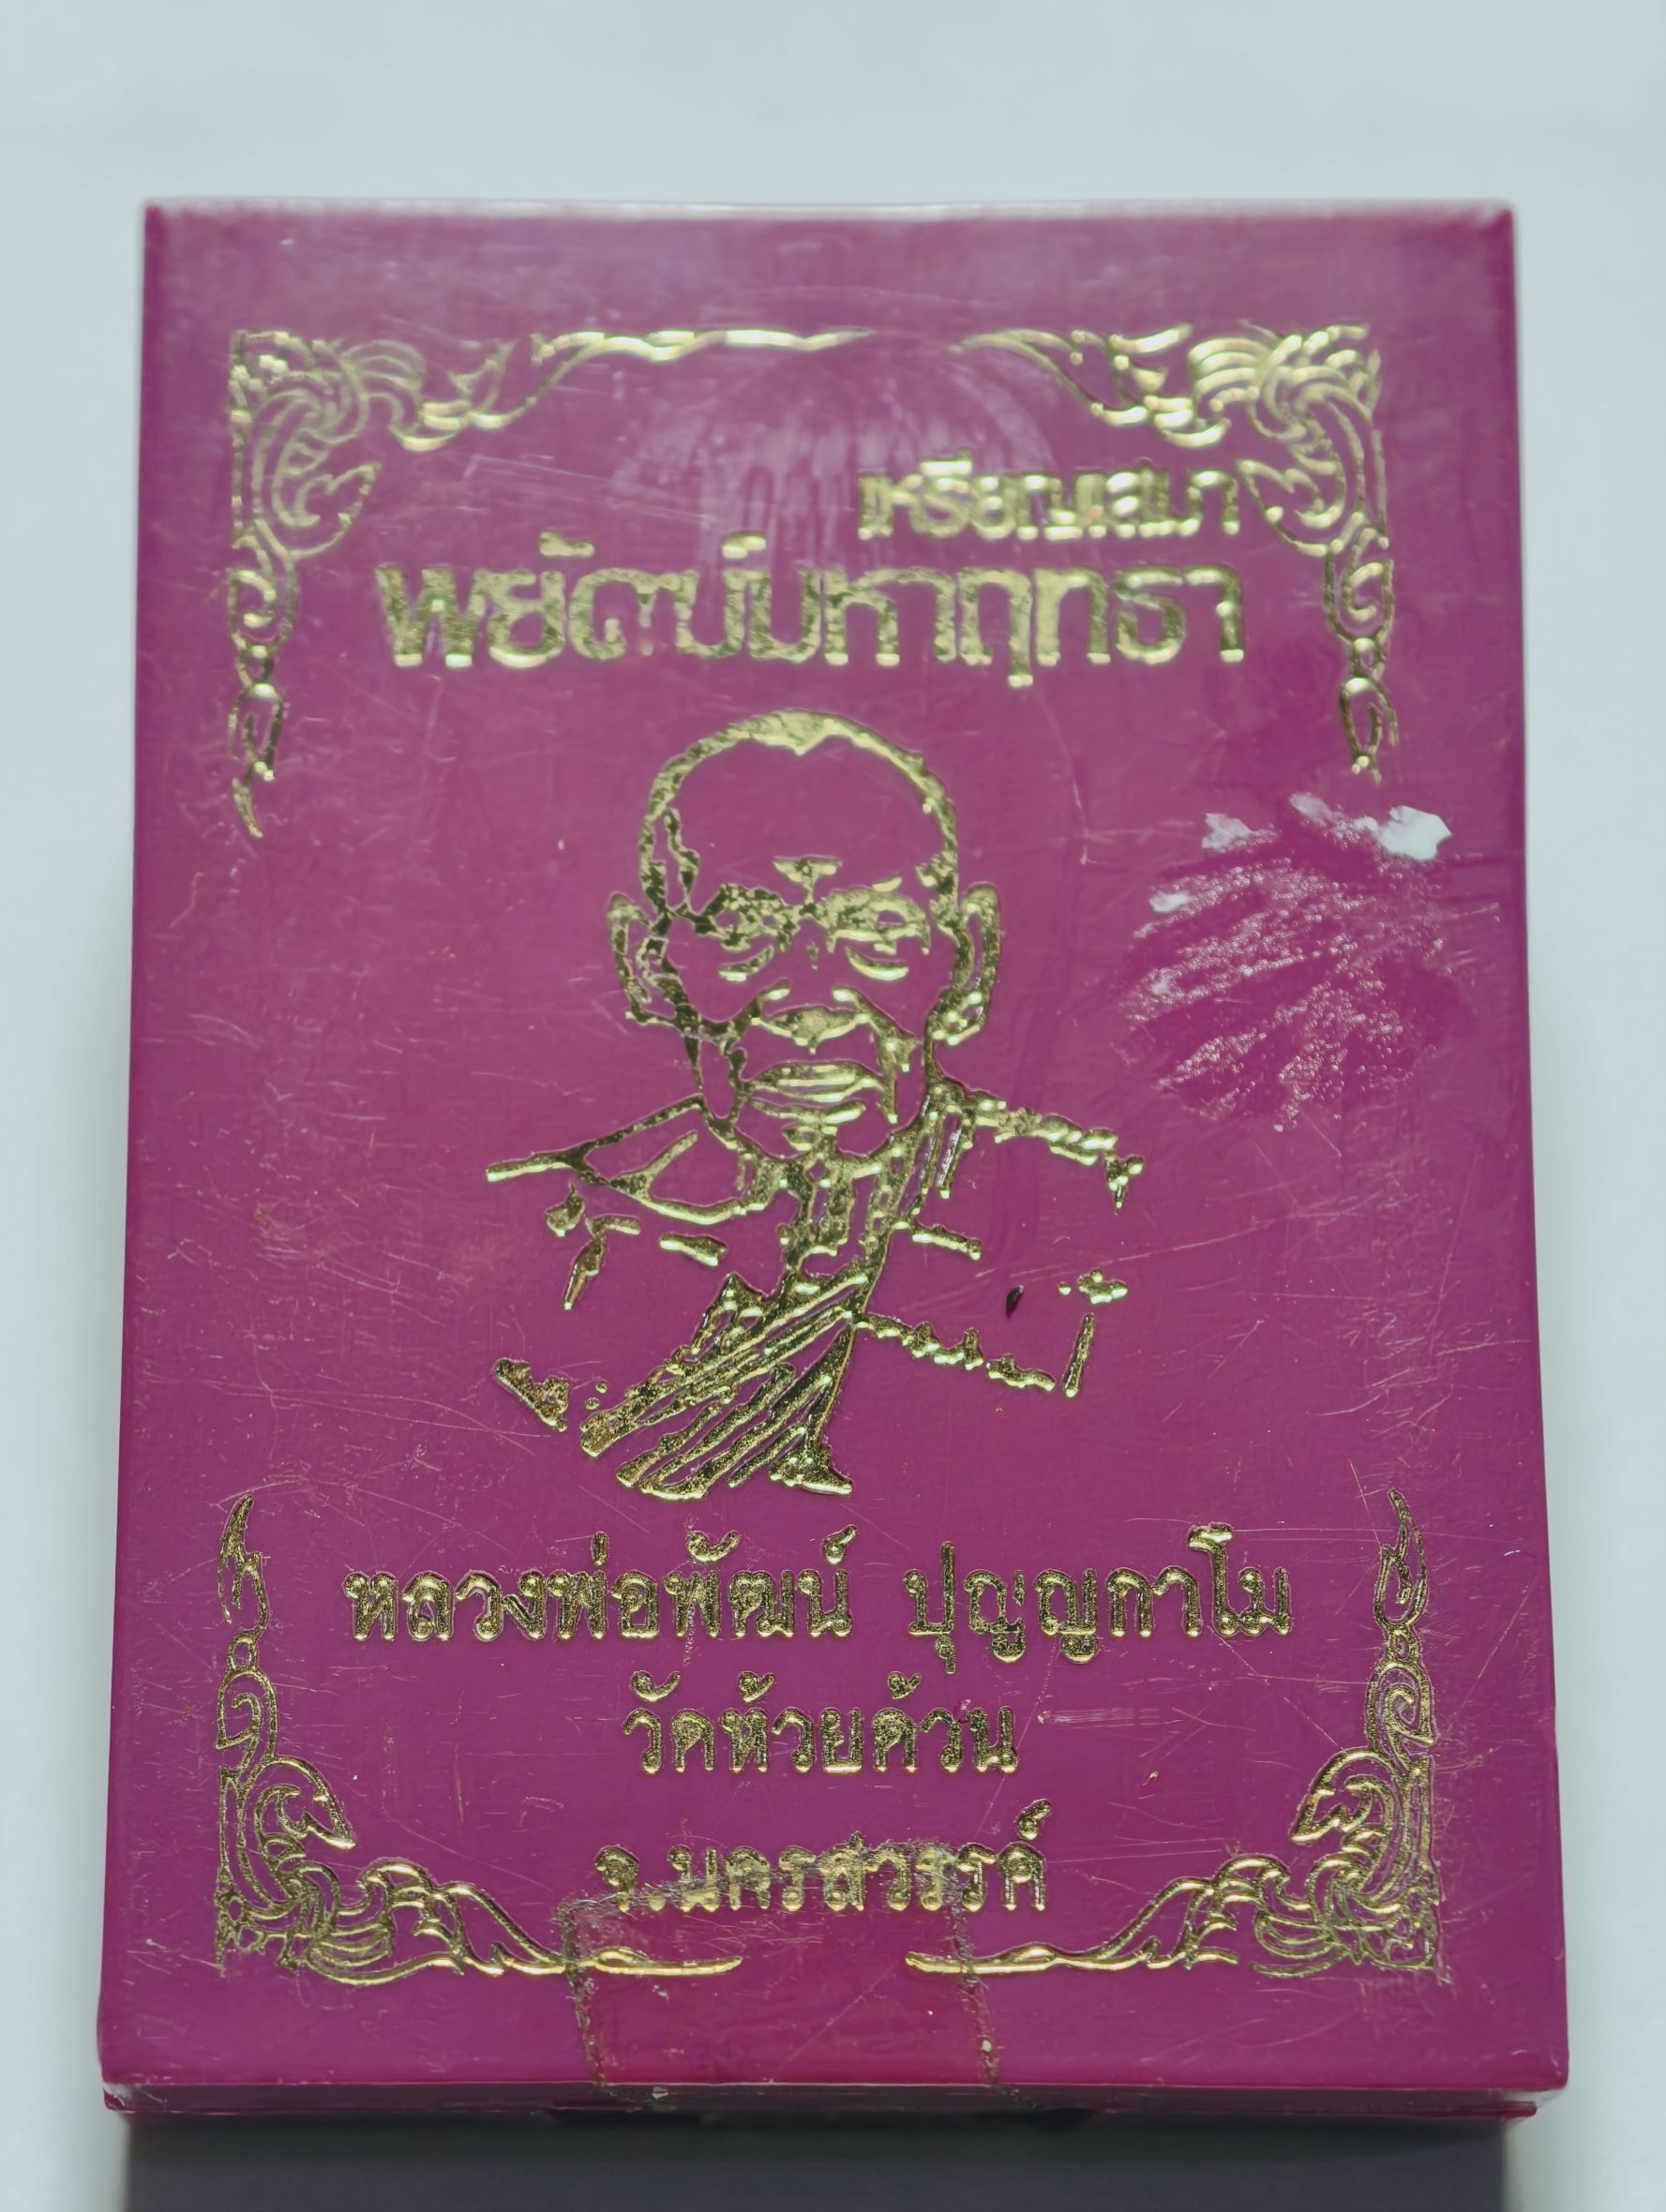 เหรียญเสมา
พยัคฆ์มหาฤทธา
หลวงพ่อพัฒน์ ปุญญกาโม
วัดห้วยด้วน
จ.นครสวรรค์